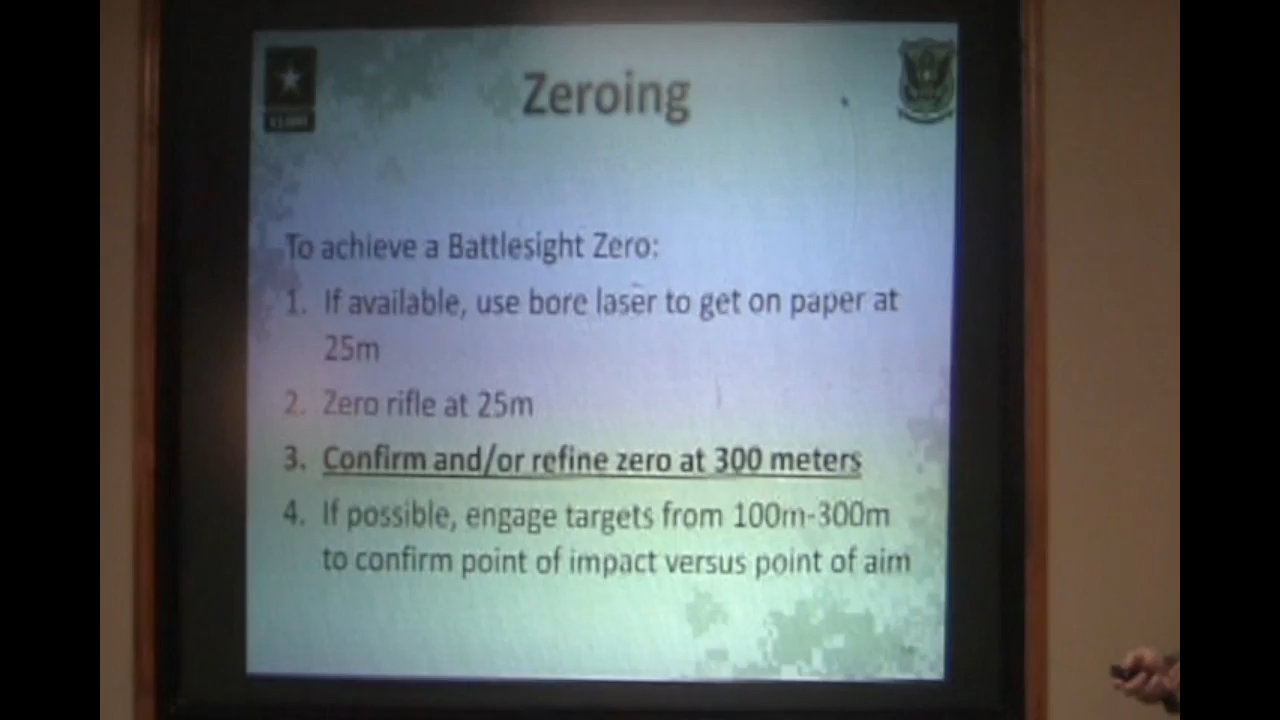 Zeroing
To achieve a Battlesight Zero:
1. If available, use bore laser to get on paper at
25m
2. Zero rifle at 25m
3. Confirm and/or refine zero at 300 meters
4. If possible, engage targets from 100m-300m
to confirm point of impact versus point of aim